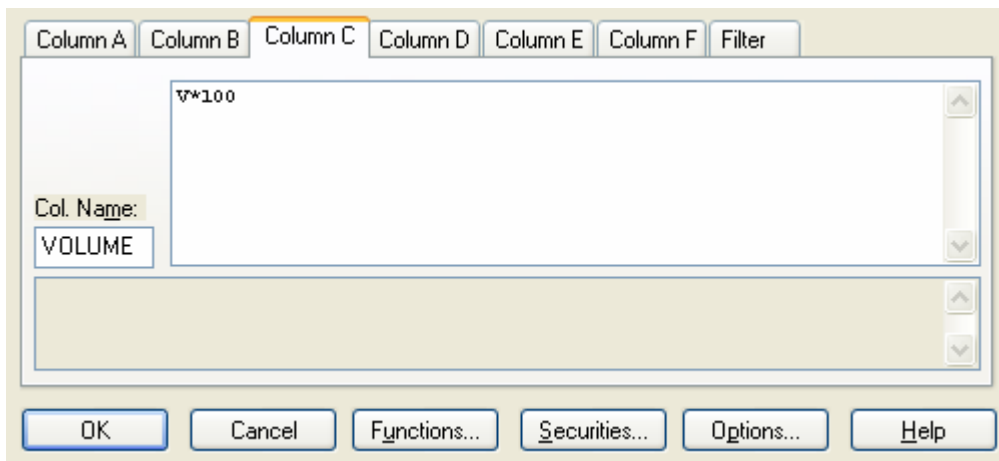 Column A Column B Column C Column D Column E Column F Filter
V*100
Col. Name:
VOLUME
OK Cancel Functions... Securities... Options... Help